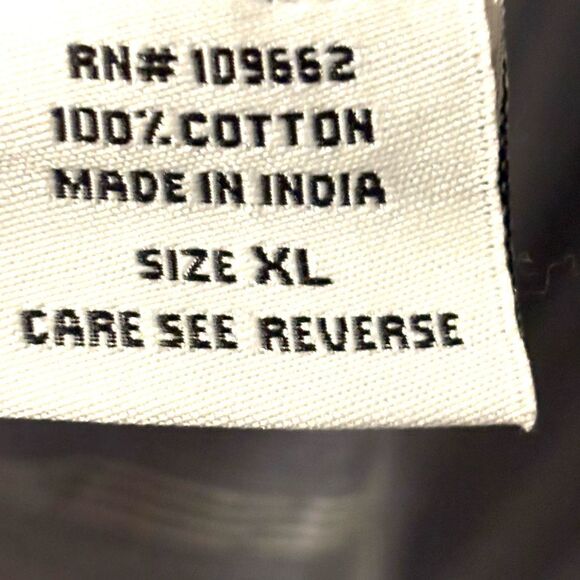 RN# 109662
100% COTTON
MADE IN INDIA
SIZE XL
CARE SEE REVERSE